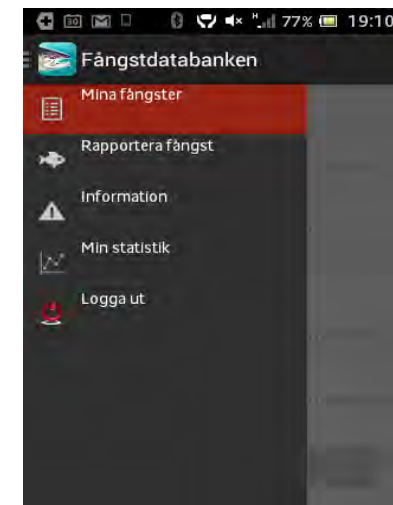 77% 19:10
Fångstdatabanken
Mina fångster
Rapportera fångst
Information
Min statistik
Logga ut